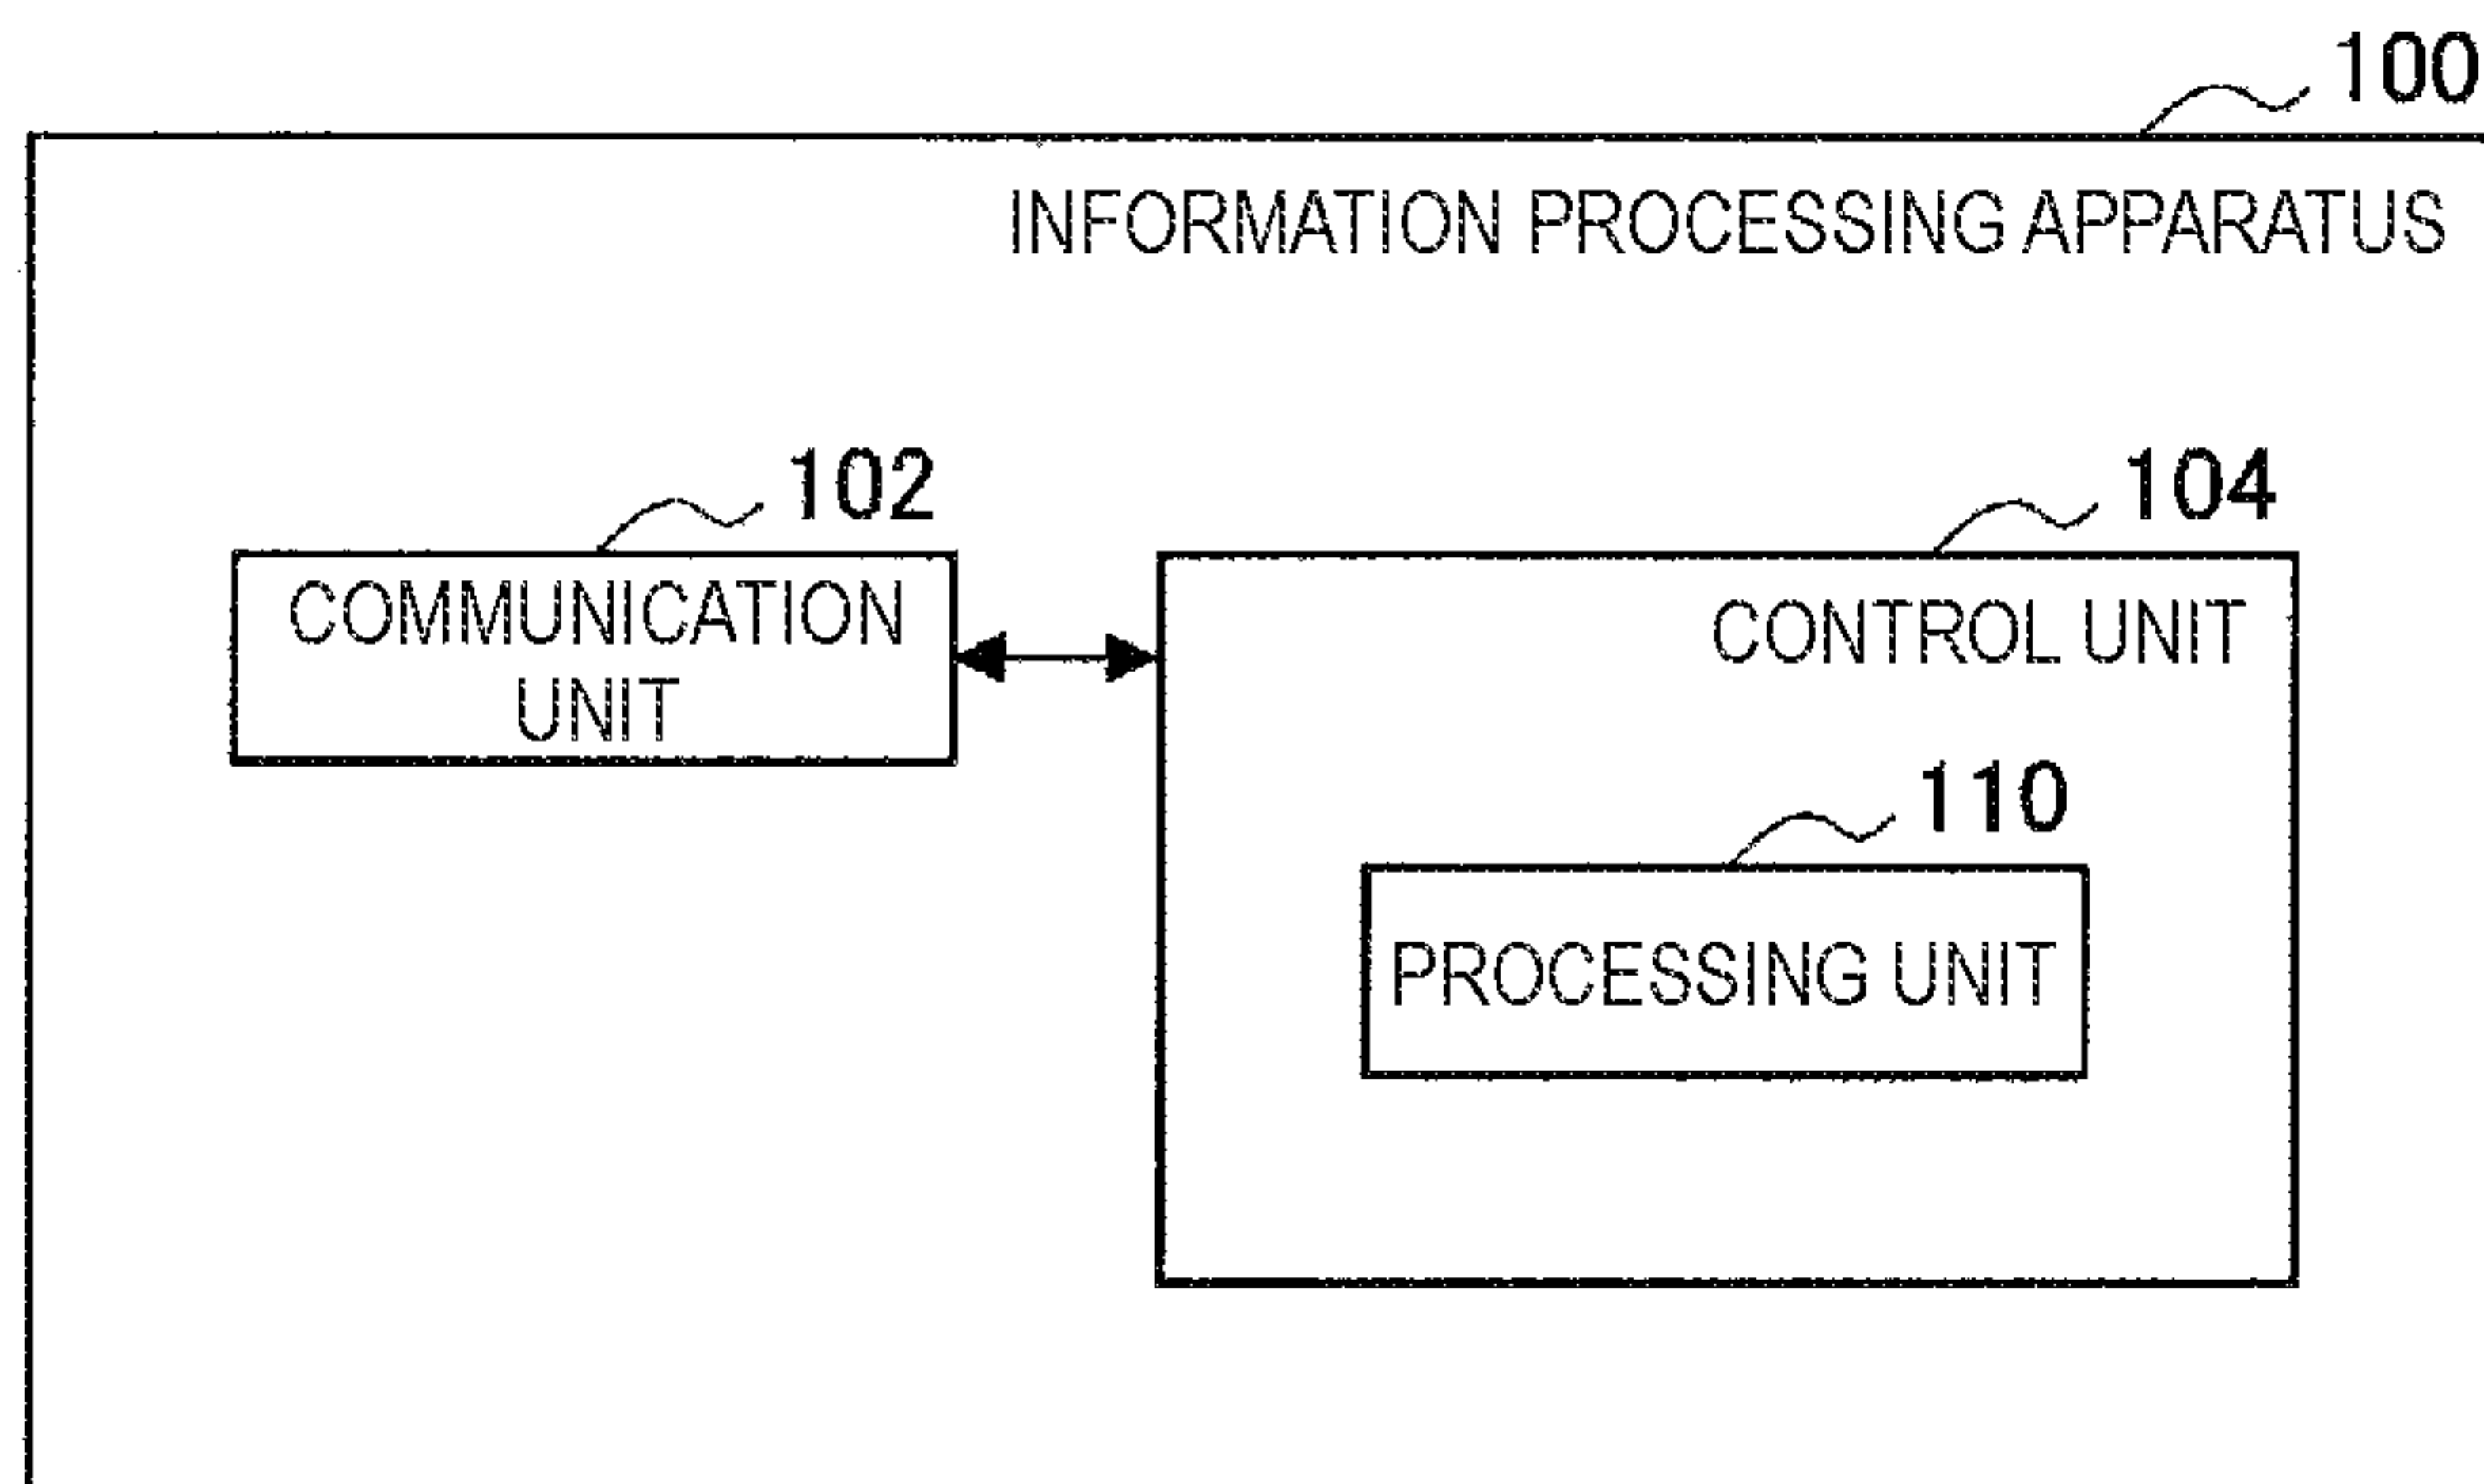 100
INFORMATION PROCESSING APPARATUS
102
104
COMMUNICATION
UNIT
CONTROL UNIT
110
PROCESSING UNIT